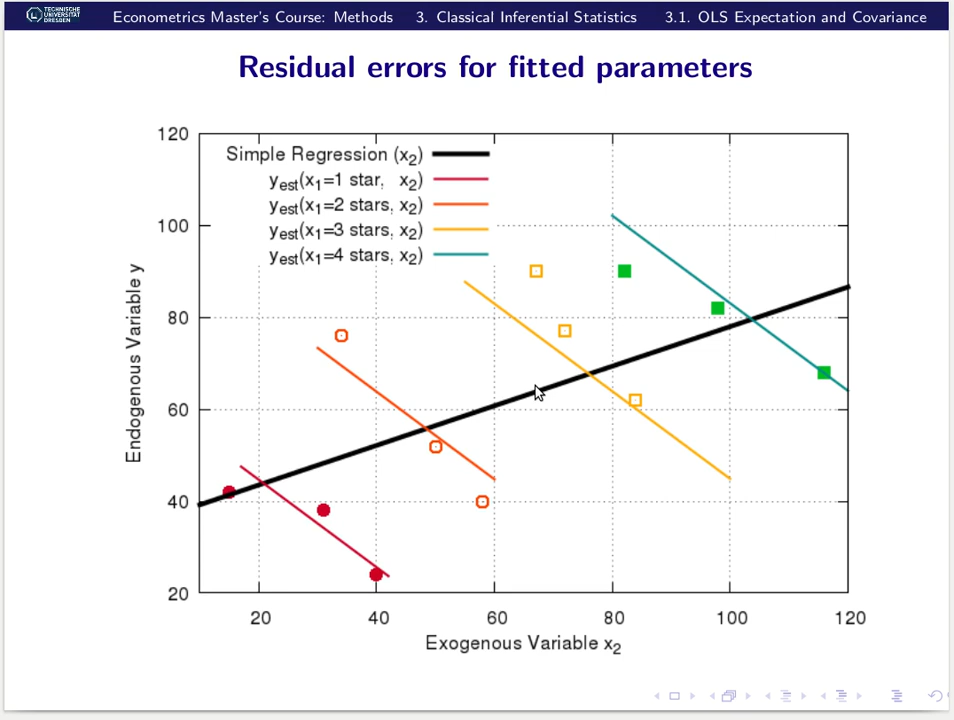 TECHNISCHE
UNIVERSITÄT
DRESDEN
Econometrics Master's Course: Methods 3. Classical Inferential Statistics 3.1. OLS Expectation and Covariance
Residual errors for fitted parameters
Simple Regression (x2)
yest(x1=1 star, x2)
yest(x1=2 stars, x2)
yest(x1=3 stars, x2)
yest(x1=4 stars, x2)
Endogenous Variable y
120
100
80
60
40
20
20 40 60 80 100 120
Exogenous Variable x2